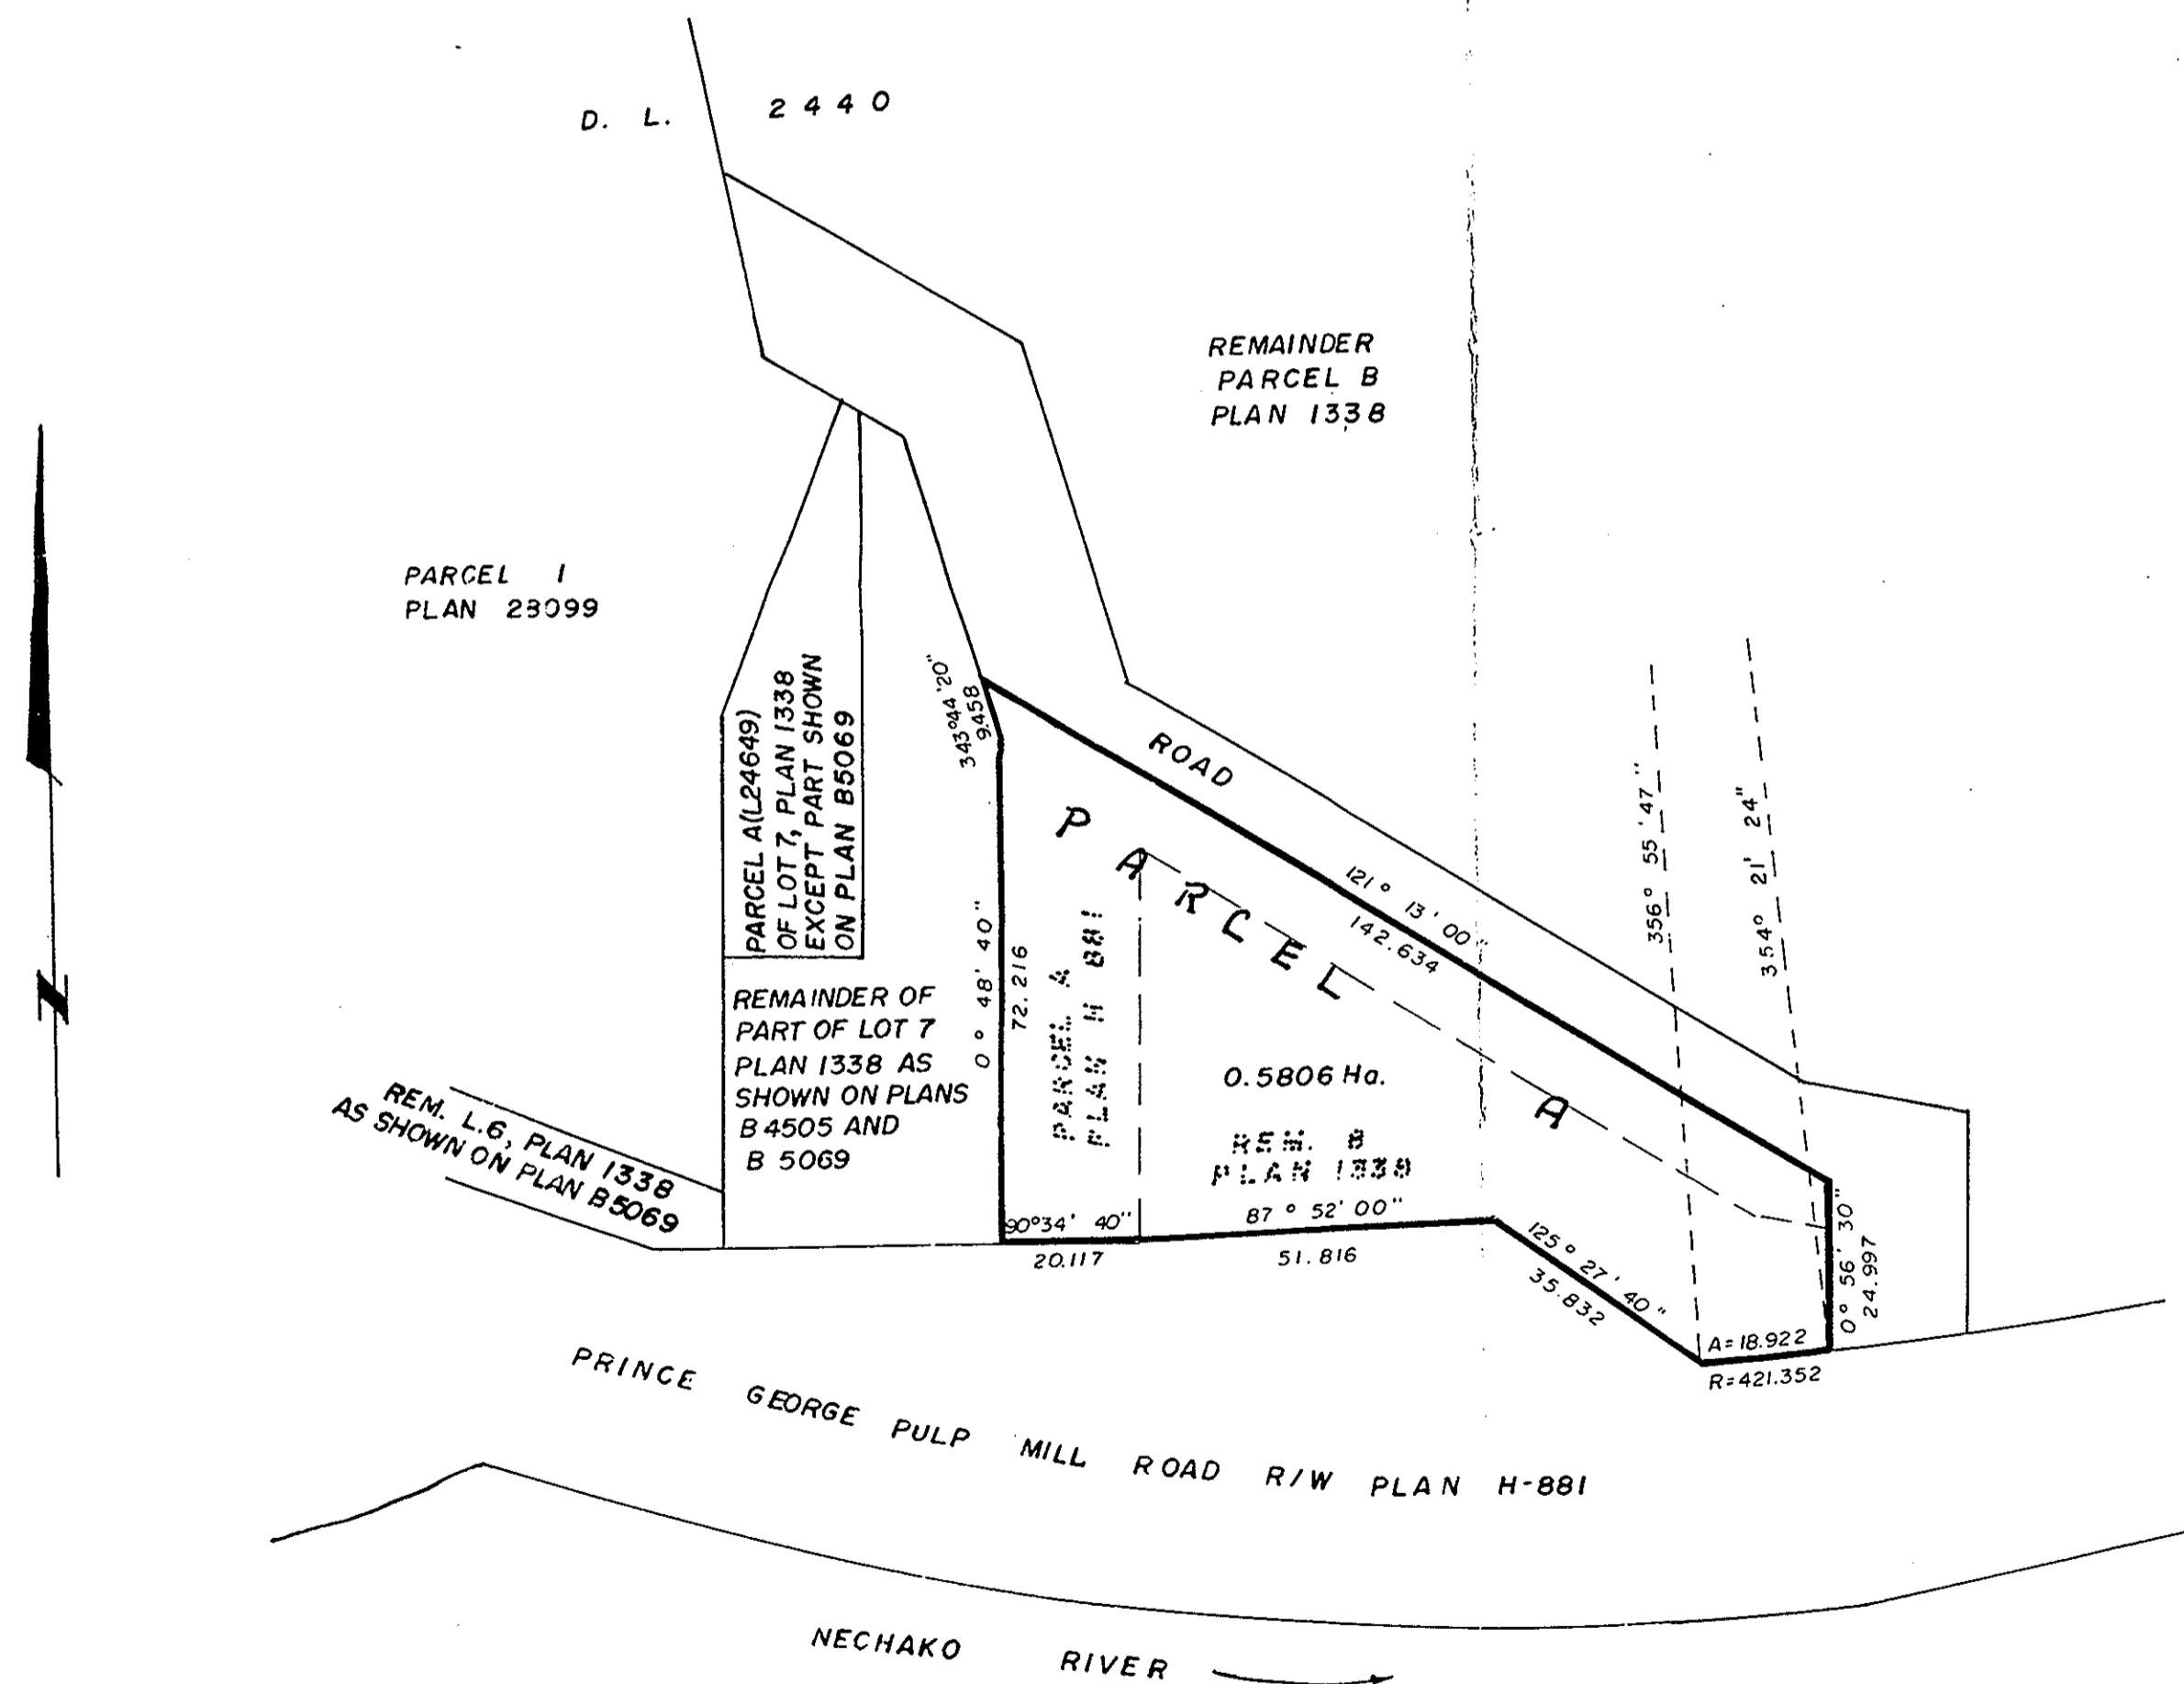 D. L. 2440
REMAINDER
PARCEL B
PLAN 1338
PARCEL 1
PLAN 23099
PARCEL A(L24649)
OF LOT 7, PLAN 1338
EXCEPT PART SHOWN
ON PLAN B5069
343°44'20"
9.458
ROAD
PARCEL A
121° 13' 00"
142.634
356° 55' 47"
354° 21' 24"
0° 48' 40"
72.216
PARCEL A
PLAN H 881
REMAINDER OF
PART OF LOT 7
PLAN 1338 AS
SHOWN ON PLANS
B 4505 AND
B 5069
0.5806 Ha.
REM. B
PLAN 1338
REM. L.6, PLAN 1338
AS SHOWN ON PLAN B5069
90°34' 40"
20.117
87° 52' 00"
51.816
125° 27' 40"
35.832
0° 56' 30"
24.997
A=18.922
R=421.352
PRINCE GEORGE PULP MILL ROAD R/W PLAN H-881
NECHAKO RIVER
N